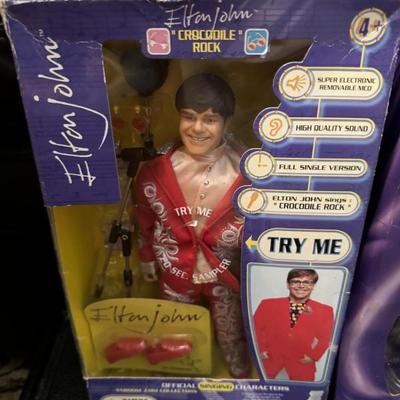 Elton John
" CROCODILE "
ROCK
4+
Elton John™
SUPER ELECTRONIC
REMOVABLE MCD
HIGH QUALITY SOUND
FULL SINGLE VERSION
ELTON JOHN sings :
" CROCODILE ROCK "
TRY ME
TRY ME
SEC. SAMPLER
Elton John
OFFICIAL SINGING CHARACTERS